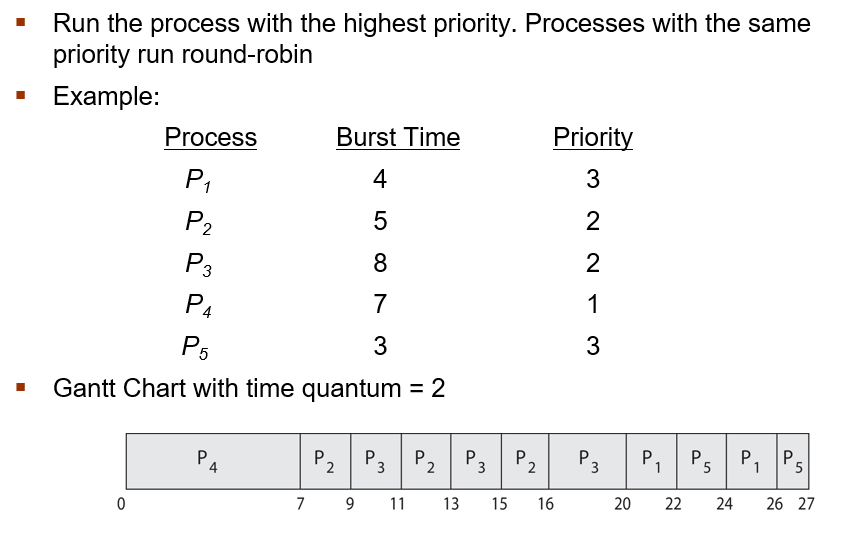 ▪ Run the process with the highest priority. Processes with the same
priority run round-robin
▪ Example:
Process Burst Time Priority
P1 4 3
P2 5 2
P3 8 2
P4 7 1
P5 3 3
▪ Gantt Chart with time quantum = 2
P4 P2 P3 P2 P3 P2 P3 P1 P5 P1 P5
0 7 9 11 13 15 16 20 22 24 26 27